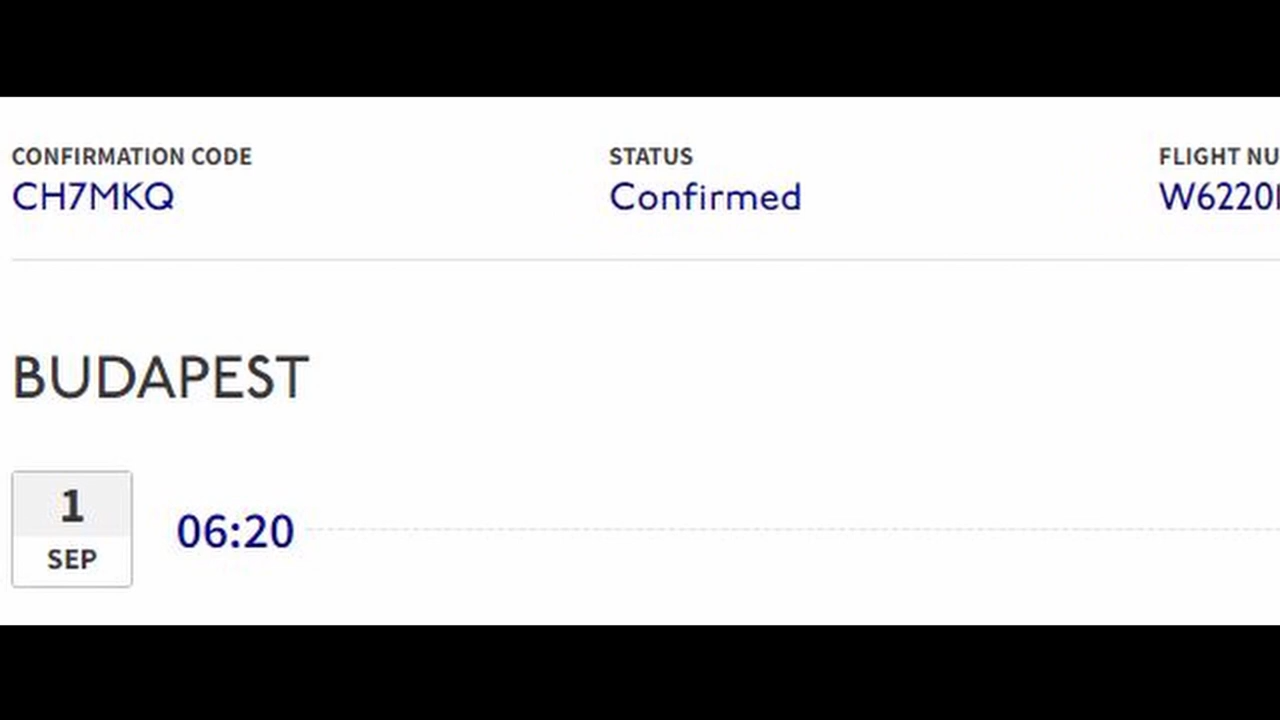 CONFIRMATION CODE STATUS FLIGHT NU
CH7MKQ Confirmed W6220
BUDAPEST
1
SEP
06:20